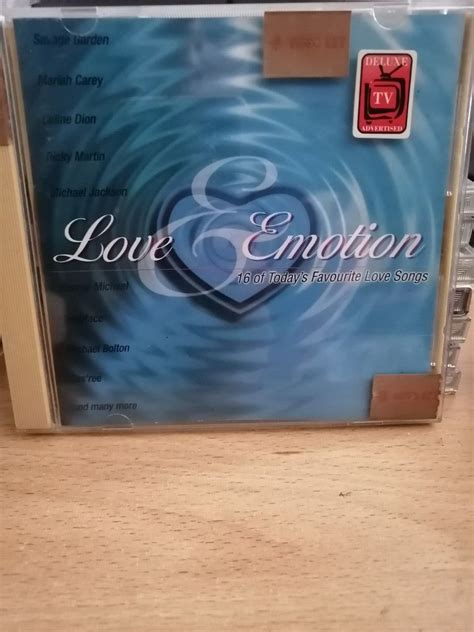 Savage Garden
Mariah Carey
Celine Dion
Ricky Martin
Michael Jackson
Michael
Michael Bolton
and many more
Love & Emotion
16 of Today's Favourite Love Songs
DELUXE
TV
ADVERTISED